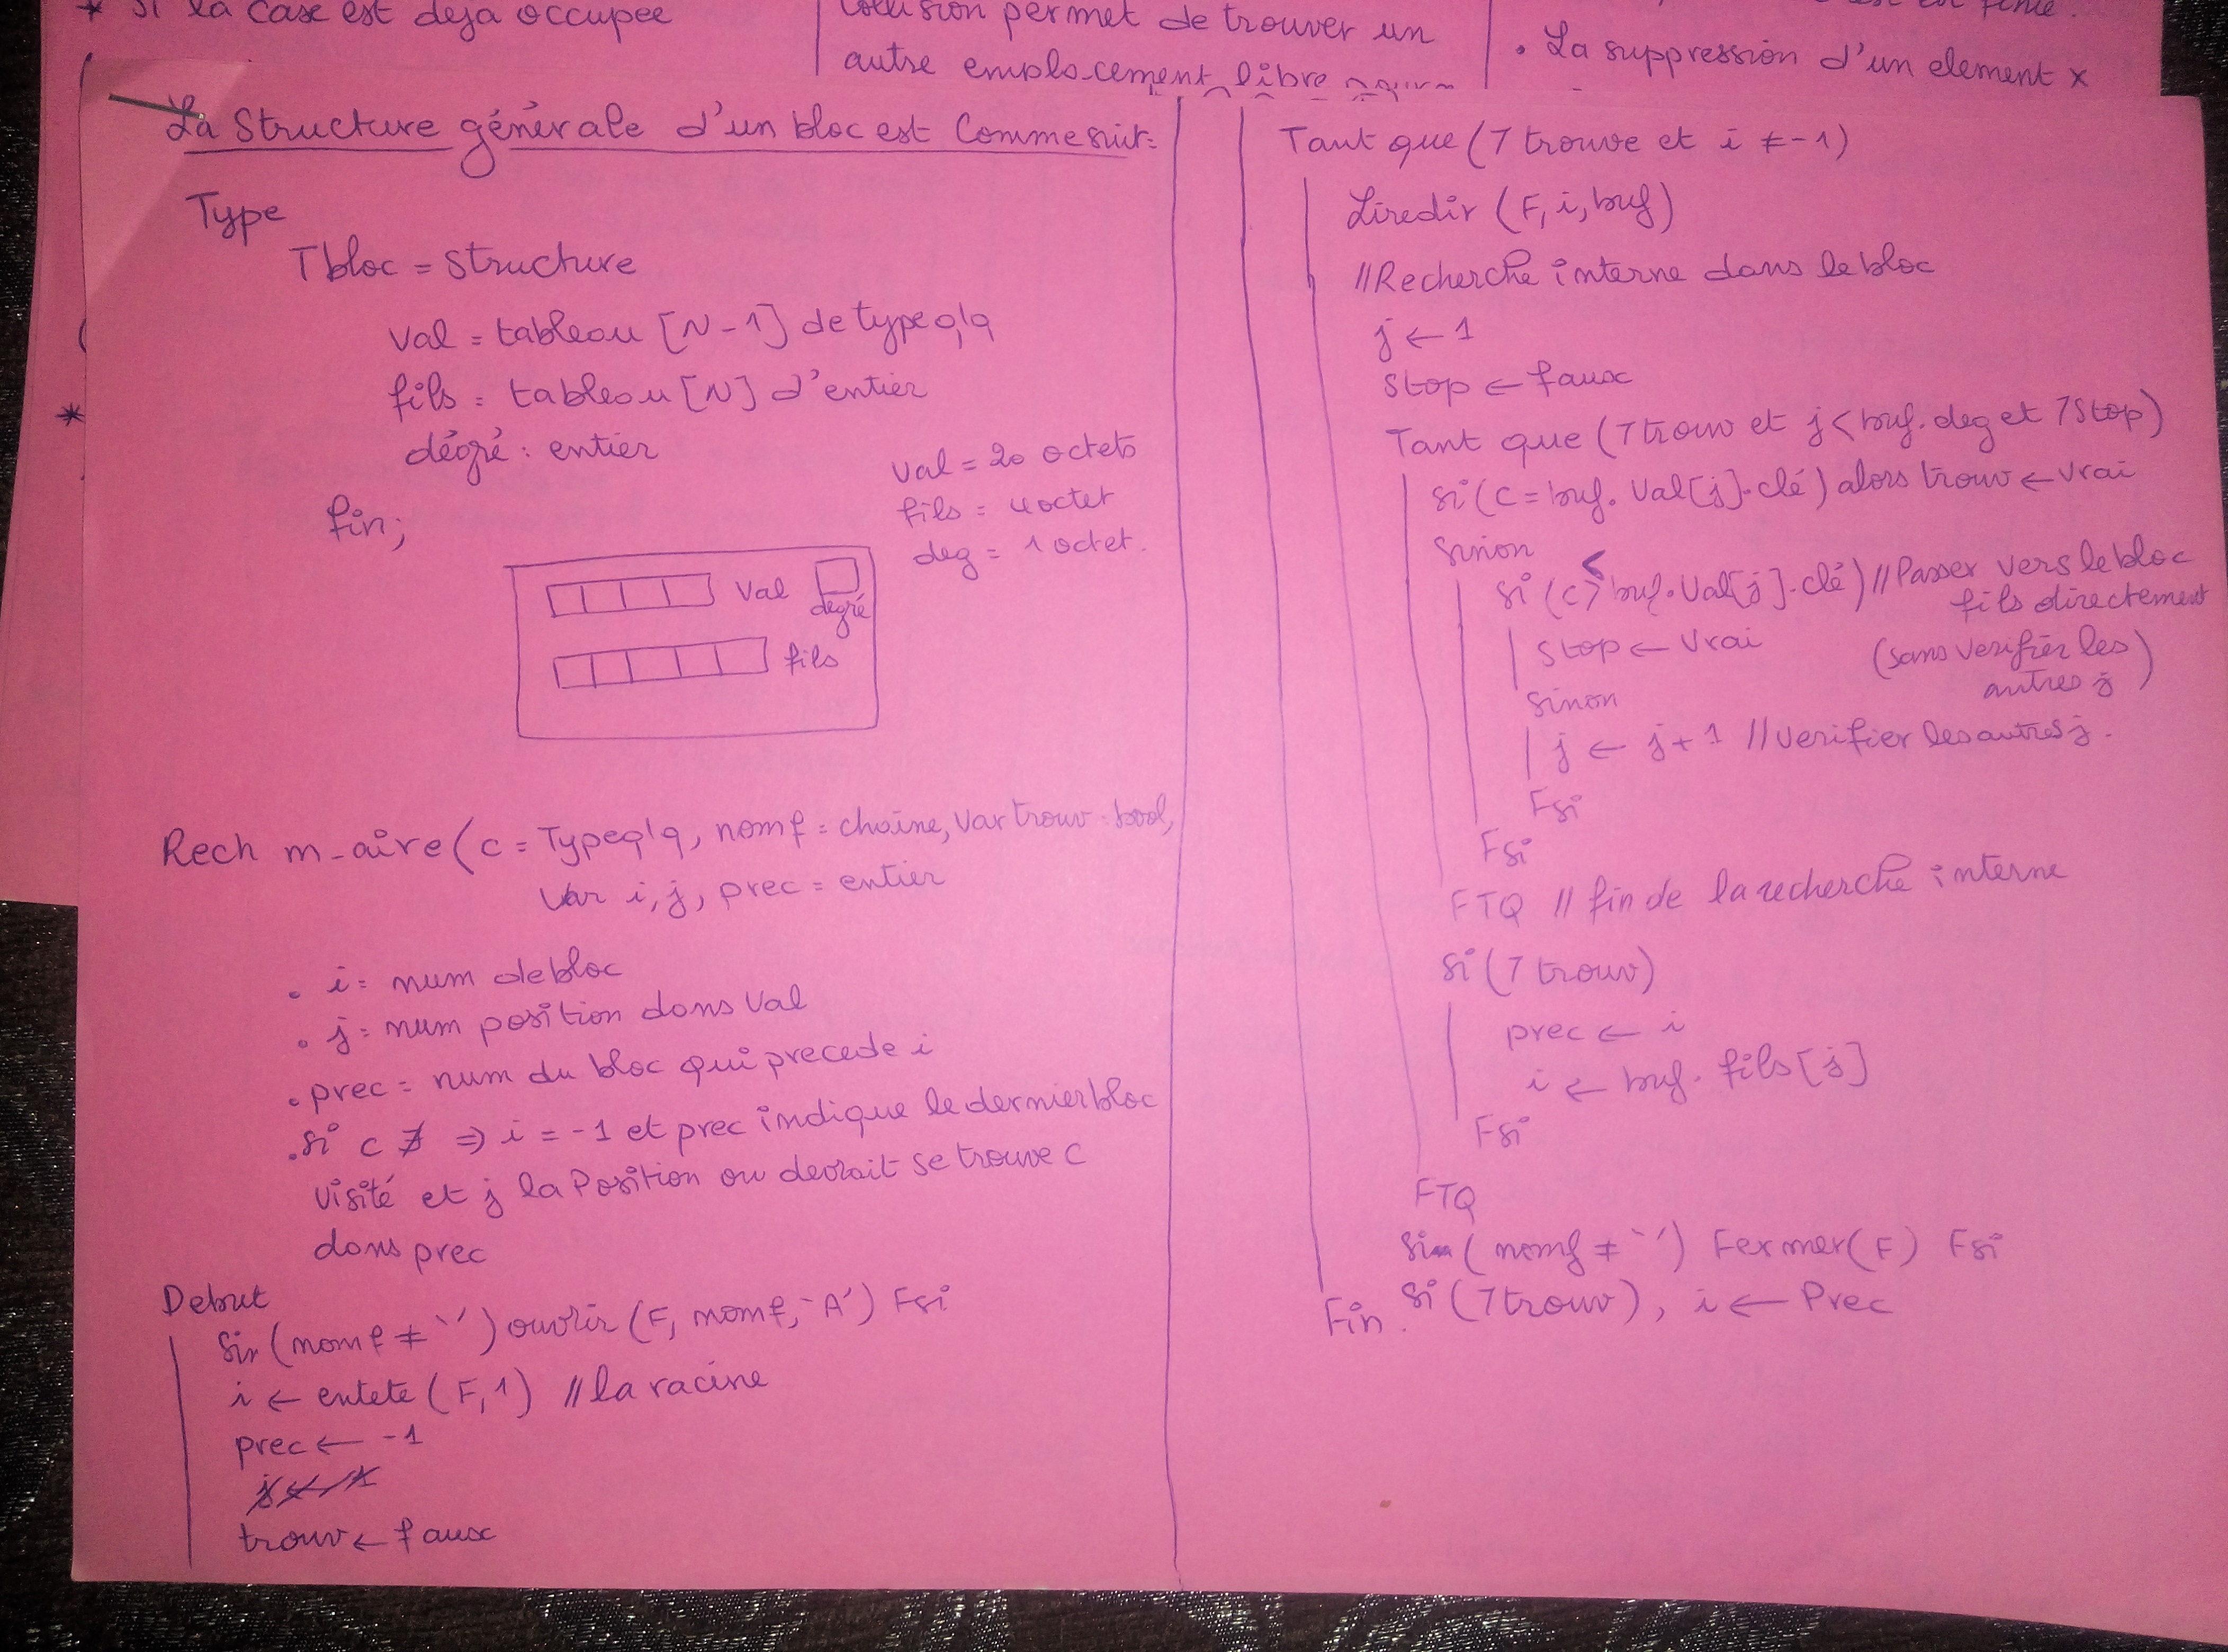 * Si la case est deja occupée
collision permet de trouver un
autre emplacement libre
. La suppression d'un element x
La Structure générale d'un bloc est Comme suit:
Type
Tbloc = Structure
Val = tableau [N-1] de type q'q
fils = tableau [N] d'entier
dégré : entier
fin;
val = 20 octets
fils = 4 octet
deg = 1 octet.
Val
degré
fils
Rech m-aire (c = Type q'q, nomf = chaine, Var trouv : bool,
Var i, j, prec = entier
. i = num de bloc
. j = num position dans Val
. prec = num du bloc qui precede i
. Si c ∄ ⇒ i = -1 et prec indique le dernier bloc
visité et j la Position ou devrait se trouve c
dans prec
Debut
Si (nomf ≠ `') ouvrir (F, nomf, `A') Fsi
i ← entete (F, 1) // la racine
prec ← -1
j ← 1
trouv ← faux
Tant que (⌉ trouve et i ≠ -1)
Liredir (F, i, buf)
// Recherche interne dans le bloc
j ← 1
Stop ← faux
Tant que (⌉ trouv et j < buf. deg et ⌉ Stop)
Si (C = buf. Val[j]. clé) alors trouv ← Vrai
Sinon
<
Si (c > buf. Val[j]. clé) // Passer vers le bloc
fils directement
Stop ← Vrai (sans verifier les
autres j)
Sinon
j ← j + 1 // verifier les autres j.
Fsi
Fsi
FTQ // fin de la recherche interne
Si (⌉ trouv)
prec ← i
i ← buf. fils [j]
Fsi
FTQ
Si (nomf ≠ `') Fermer (F) Fsi
Si (⌉ trouv), i ← Prec
Fin.